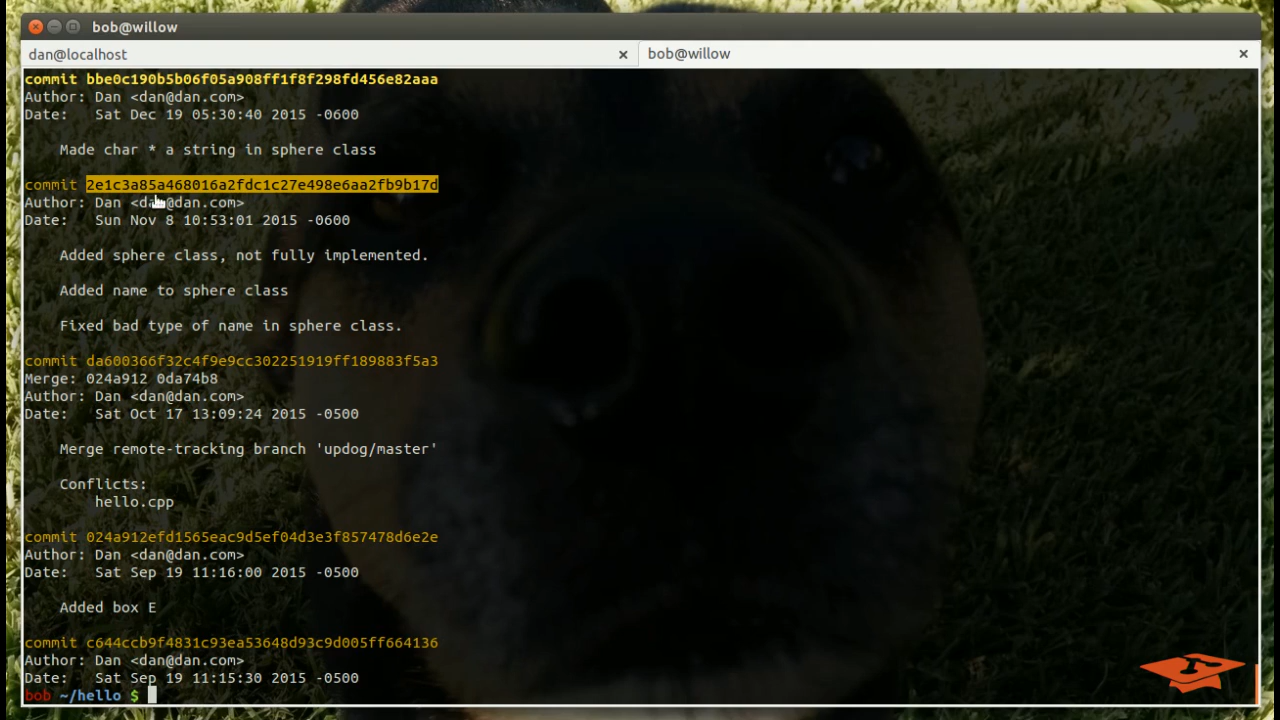 bob@willow
dan@localhost
bob@willow
commit bbe0c190b5b06f05a908ff1f8f298fd456e82aaa
Author: Dan <dan@dan.com>
Date:   Sat Dec 19 05:30:40 2015 -0600
Made char * a string in sphere class
commit 2e1c3a85a468016a2fdc1c27e498e6aa2fb9b17d
Author: Dan <dan@dan.com>
Date:   Sun Nov 8 10:53:01 2015 -0600
Added sphere class, not fully implemented.
Added name to sphere class
Fixed bad type of name in sphere class.
commit da600366f32c4f9e9cc302251919ff189883f5a3
Merge: 024a912 0da74b8
Author: Dan <dan@dan.com>
Date:   Sat Oct 17 13:09:24 2015 -0500
Merge remote-tracking branch 'updog/master'
Conflicts:
hello.cpp
commit 024a912efd1565eac9d5ef04d3e3f857478d6e2e
Author: Dan <dan@dan.com>
Date:   Sat Sep 19 11:16:00 2015 -0500
Added box E
commit c644ccb9f4831c93ea53648d93c9d005ff664136
Author: Dan <dan@dan.com>
Date:   Sat Sep 19 11:15:30 2015 -0500
bob ~/hello $